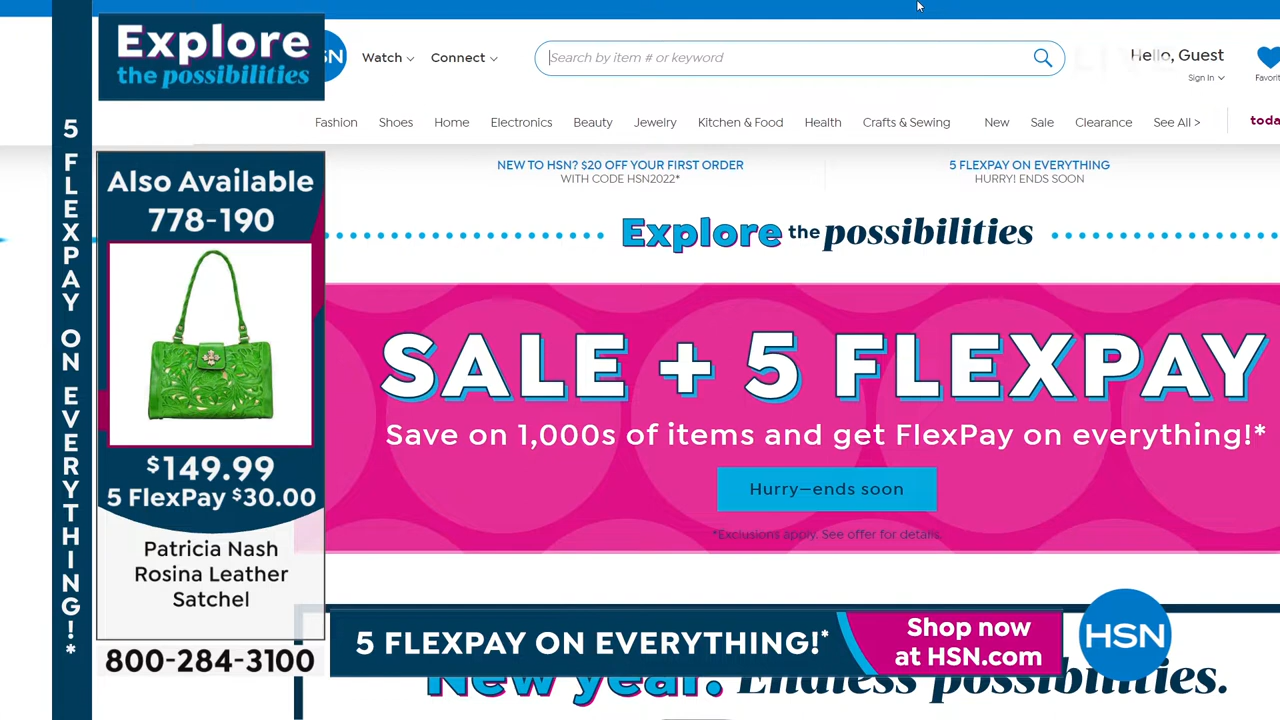 Explore
the possibilities
5 FLEXPAY ON EVERYTHING!*
Also Available
778-190
$149.99
5 FlexPay $30.00
Patricia Nash
Rosina Leather
Satchel
800-284-3100
Watch
Connect
Search by item # or keyword
Hello, Guest
Sign In
Fashion
Shoes
Home
Electronics
Beauty
Jewelry
Kitchen & Food
Health
Crafts & Sewing
New
Sale
Clearance
See All >
NEW TO HSN? $20 OFF YOUR FIRST ORDER
WITH CODE HSN2022*
5 FLEXPAY ON EVERYTHING
HURRY! ENDS SOON
Explore the possibilities
SALE + 5 FLEXPAY
Save on 1,000s of items and get FlexPay on everything!*
Hurry—ends soon
*Exclusions apply. See offer for details.
5 FLEXPAY ON EVERYTHING!*
Shop now
at HSN.com
HSN
New year. Endless possibilities.